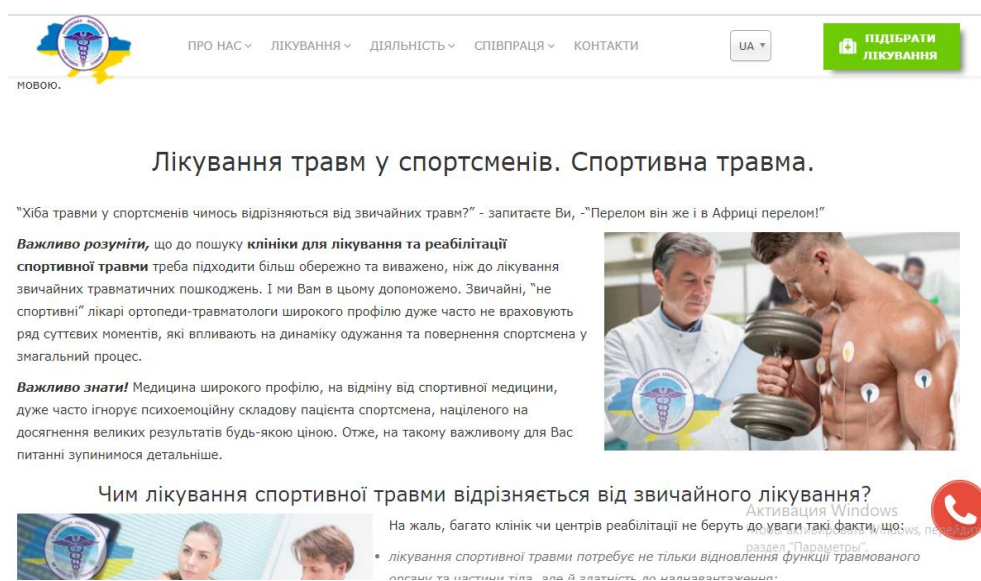 ПРО НАС ЛІКУВАННЯ ДІЯЛЬНІСТЬ СПІВПРАЦЯ КОНТАКТИ UA ПІДІБРАТИ
ЛІКУВАННЯ
мовою.
Лікування травм у спортсменів. Спортивна травма.
“Хіба травми у спортсменів чимось відрізняються від звичайних травм?” - запитаєте Ви, -“Перелом він же і в Африці перелом!”
Важливо розуміти, що до пошуку клініки для лікування та реабілітації
спортивної травми треба підходити більш обережно та виважено, ніж до лікування
звичайних травматичних пошкоджень. І ми Вам в цьому допоможемо. Звичайні, “не
спортивні” лікарі ортопеди-травматологи широкого профілю дуже часто не враховують
ряд суттєвих моментів, які впливають на динаміку одужання та повернення спортсмена у
змагальний процес.
Важливо знати! Медицина широкого профілю, на відміну від спортивної медицини,
дуже часто ігнорує психоемоційну складову пацієнта спортсмена, націленого на
досягнення великих результатів будь-якою ціною. Отже, на такому важливому для Вас
питанні зупинимося детальніше.
Чим лікування спортивної травми відрізняється від звичайного лікування?
Активация Windows
На жаль, багато клінік чи центрів реабілітації не беруть до уваги такі факти, що:
раздел "Параметры".
• лікування спортивної травми потребує не тільки відновлення функції травмованого
органу та частини тіла, але й здатність до наднавантаження;